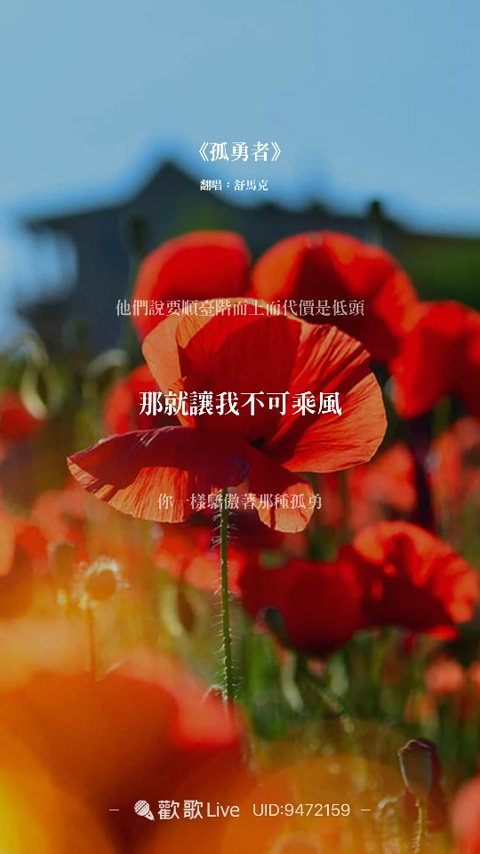 《孤勇者》
翻唱：舒馬克
他們說要順臺階而上而代價是低頭
那就讓我不可乘風
你一樣驕傲著那種孤勇
歡歌Live UID:9472159